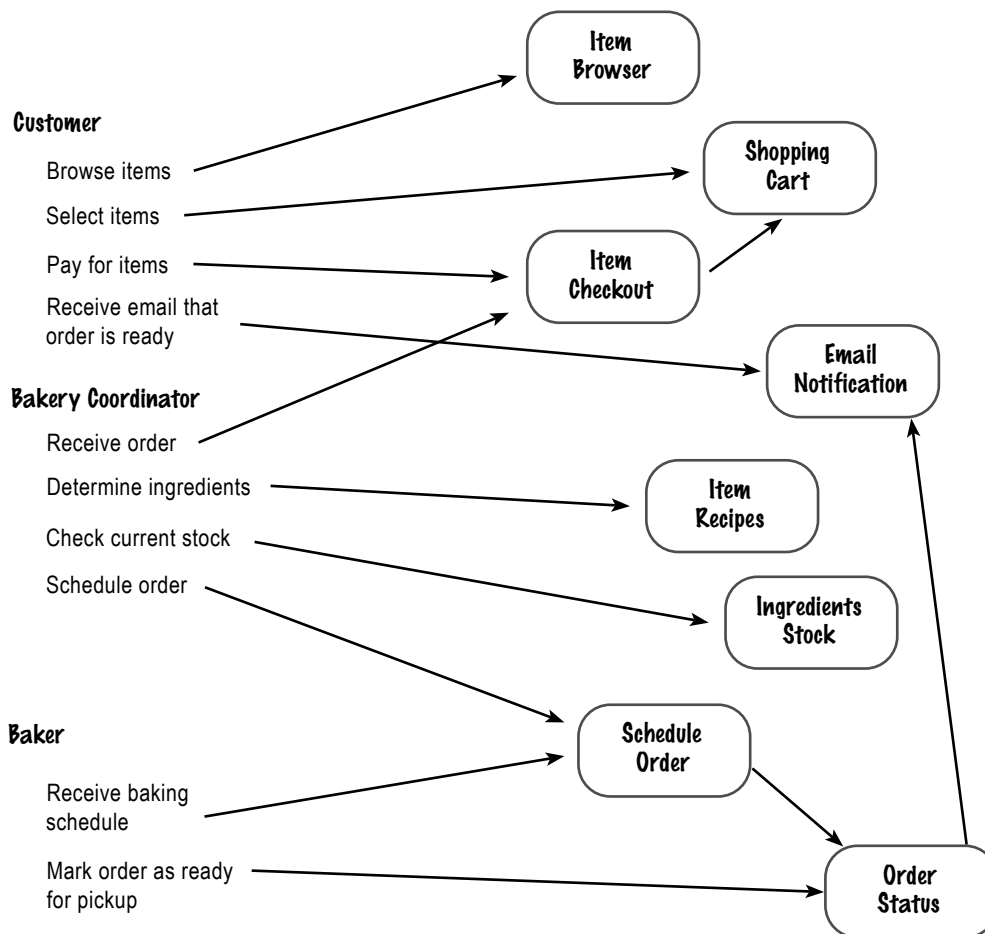 Item
Browser
Customer
Browse items
Shopping
Cart
Select items
Pay for items
Item
Checkout
Receive email that
order is ready
Email
Notification
Bakery Coordinator
Receive order
Determine ingredients
Item
Recipes
Check current stock
Schedule order
Ingredients
Stock
Baker
Schedule
Order
Receive baking
schedule
Mark order as ready
for pickup
Order
Status